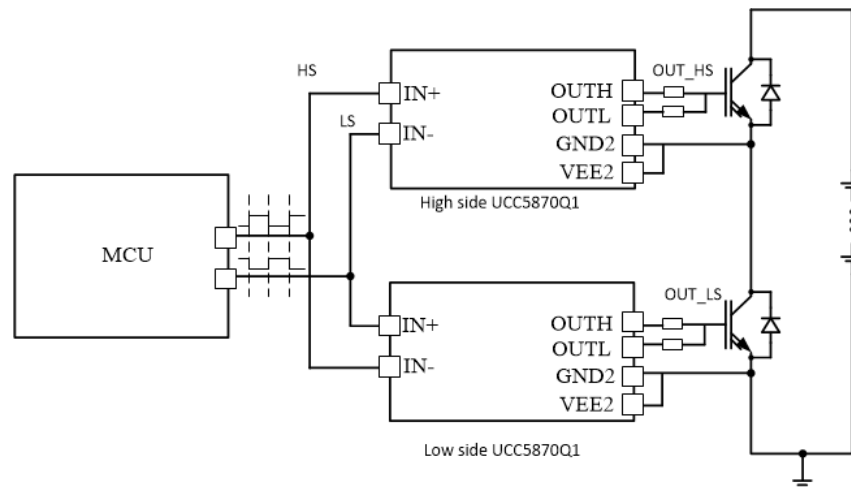 HS
IN+
OUTH
OUT_HS
LS
IN-
OUTL
GND2
VEE2
High side UCC5870Q1
MCU
IN+
OUTH
OUT_LS
IN-
OUTL
GND2
VEE2
Low side UCC5870Q1